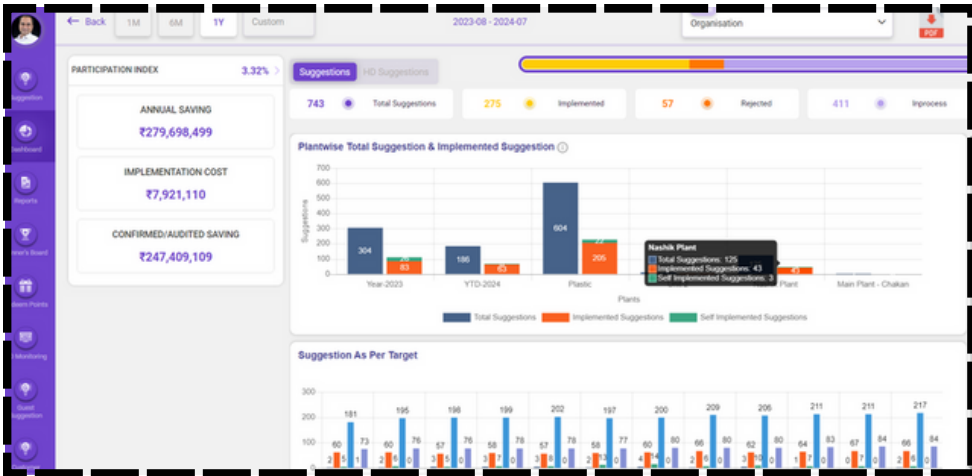 Back
1M
6M
1Y
Custom
2023-08 - 2024-07
Organisation
PDF
PARTICIPATION INDEX
3.32%
Suggestions
HD Suggestions
743
Total Suggestions
275
Implemented
57
Rejected
411
Inprocess
ANNUAL SAVING
₹279,698,499
IMPLEMENTATION COST
₹7,921,110
CONFIRMED/AUDITED SAVING
₹247,409,109
Dashboard
Reports
Monitoring
Guest
Plantwise Total Suggestion & Implemented Suggestion
700
600
500
400
300
200
100
0
Suggestions
304
83
186
63
604
22
205
Nashik Plant
Total Suggestions: 125
Implemented Suggestions: 43
Self Implemented Suggestions: 3
43
Year-2023
YTD-2024
Plastic
Plant
Main Plant - Chakan
Plants
Total Suggestions
Implemented Suggestions
Self Implemented Suggestions
Suggestion As Per Target
300
200
100
181
195
198
199
202
197
200
209
206
211
211
217
60
73
60
76
57
76
58
78
57
78
58
77
60
80
66
80
62
80
64
83
67
84
66
84